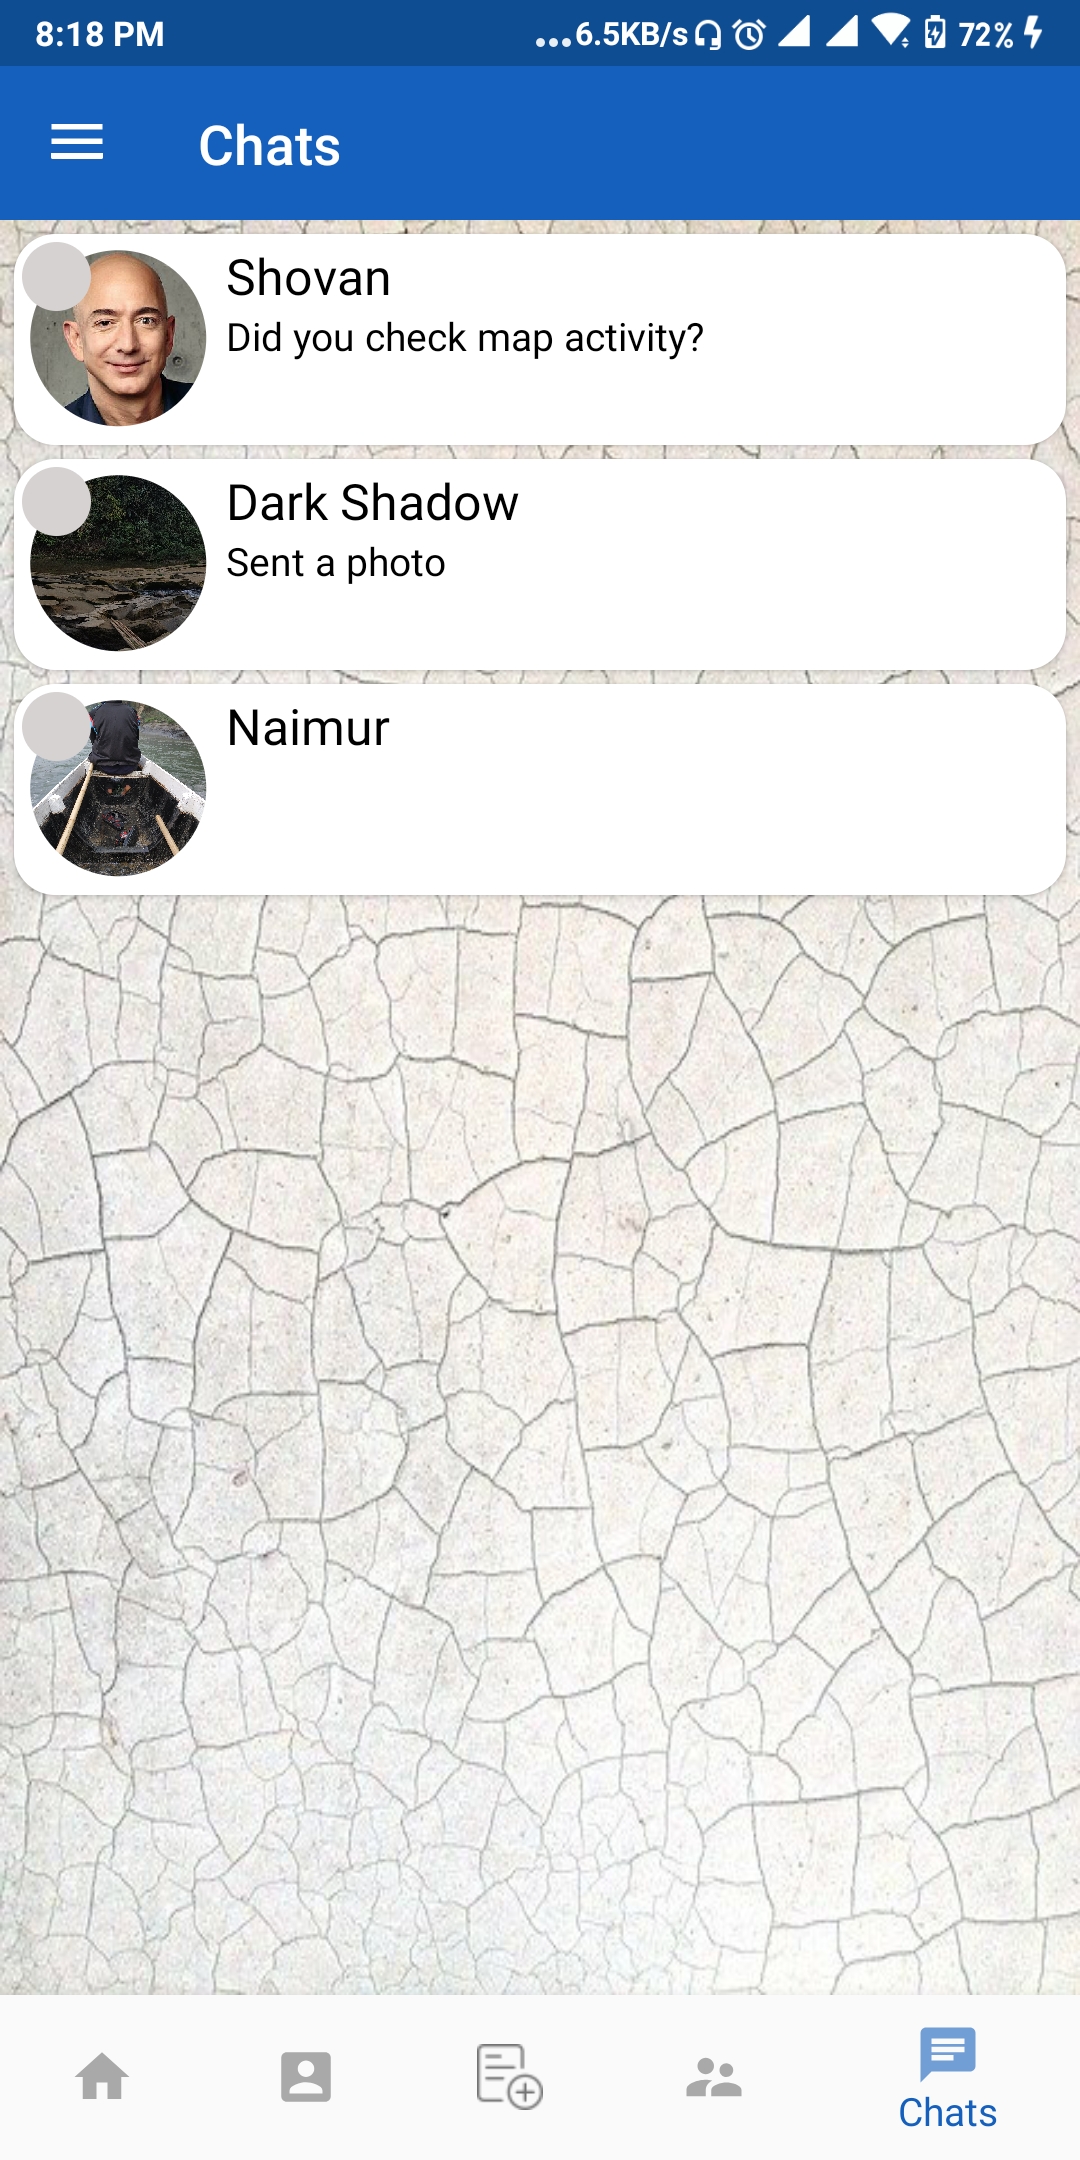 8:18 PM ...6.5KB/s 72%
Chats
Shovan
Did you check map activity?
Dark Shadow
Sent a photo
Naimur
Chats